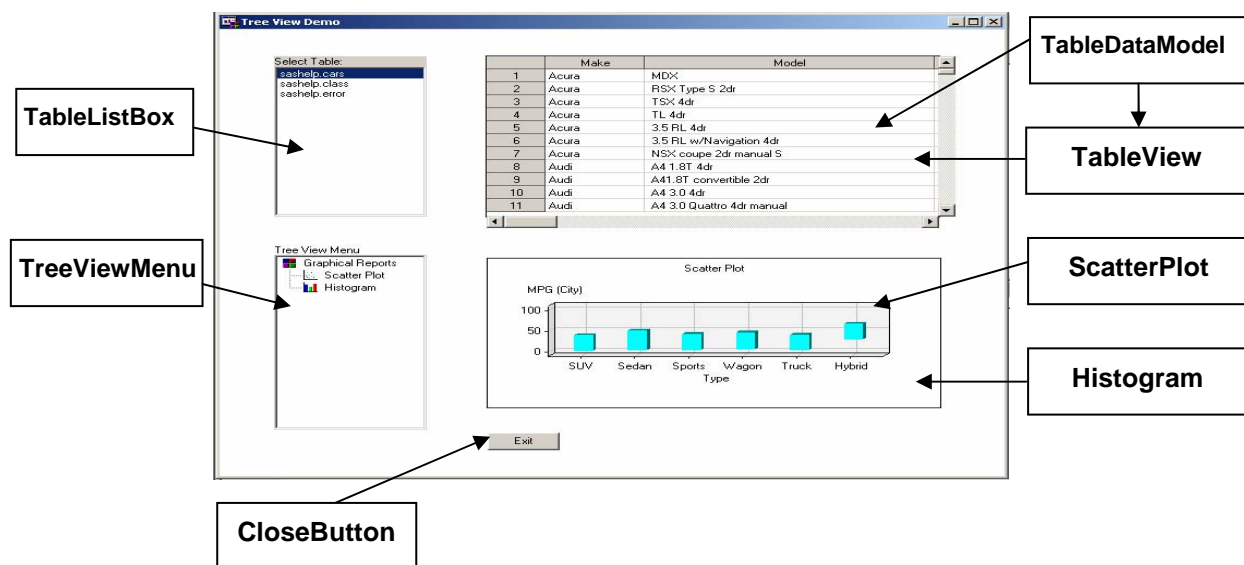 Tree View Demo
TableDataModel
Select Table:
sashelp.cars
sashelp.class
sashelp.error
TableListBox
Make Model
1 Acura MDX
2 Acura RSX Type S 2dr
3 Acura TSX 4dr
4 Acura TL 4dr
5 Acura 3.5 RL 4dr
6 Acura 3.5 RL w/Navigation 4dr
7 Acura NSX coupe 2dr manual S
8 Audi A4 1.8T 4dr
9 Audi A41.8T convertible 2dr
10 Audi A4 3.0 4dr
11 Audi A4 3.0 Quattro 4dr manual
TableView
Tree View Menu
Graphical Reports
Scatter Plot
Histogram
TreeViewMenu
Scatter Plot
MPG (City)
100
50
0
SUV Sedan Sports Wagon Truck Hybrid
Type
ScatterPlot
Histogram
Exit
CloseButton